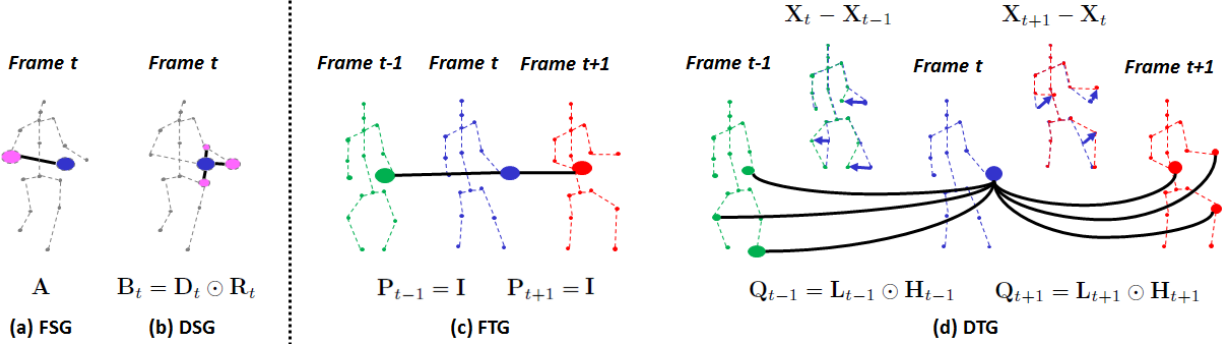 X_t − X_{t−1} X_{t+1} − X_t
Frame t Frame t Frame t-1 Frame t Frame t+1 Frame t-1 Frame t Frame t+1
A B_t = D_t ⊙ R_t P_{t−1} = I P_{t+1} = I Q_{t−1} = L_{t−1} ⊙ H_{t−1} Q_{t+1} = L_{t+1} ⊙ H_{t+1}
(a) FSG (b) DSG (c) FTG (d) DTG